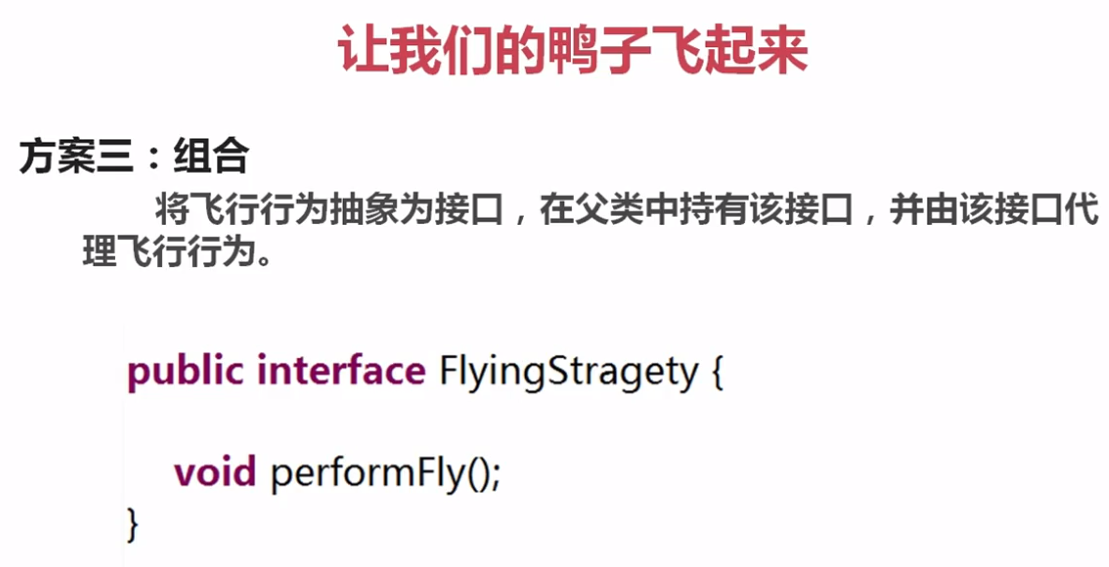 让我们的鸭子飞起来
方案三：组合
将飞行行为抽象为接口，在父类中持有该接口，并由该接口代
理飞行行为。
public interface FlyingStragety {
void performFly();
}